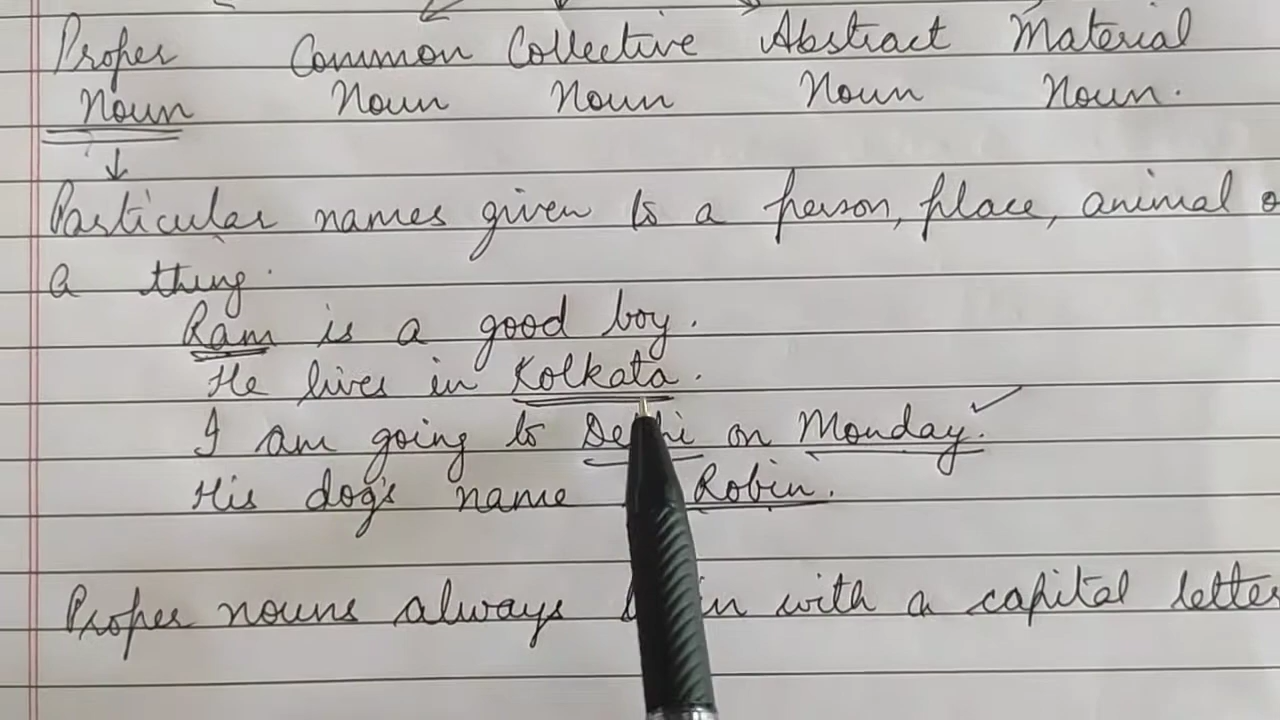 Proper Common Collective Abstract Material
Noun Noun Noun Noun Noun.
Particular names given to a person, place, animal
a thing.
Ram is a good boy.
He lives in Kolkata.
I am going to Delhi on Monday.
His dog's name Robin.
Proper nouns always with a capital letter